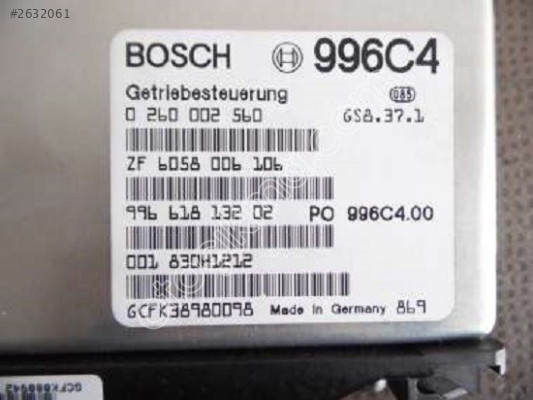 #2632061
BOSCH 996C4
Getriebesteuerung 085
0 260 002 560 GS8.37.1
ZF 6058 006 106
996 618 132 02 PO 996C4.00
001 830H1212
GCFK38980098 Made in Germany 869